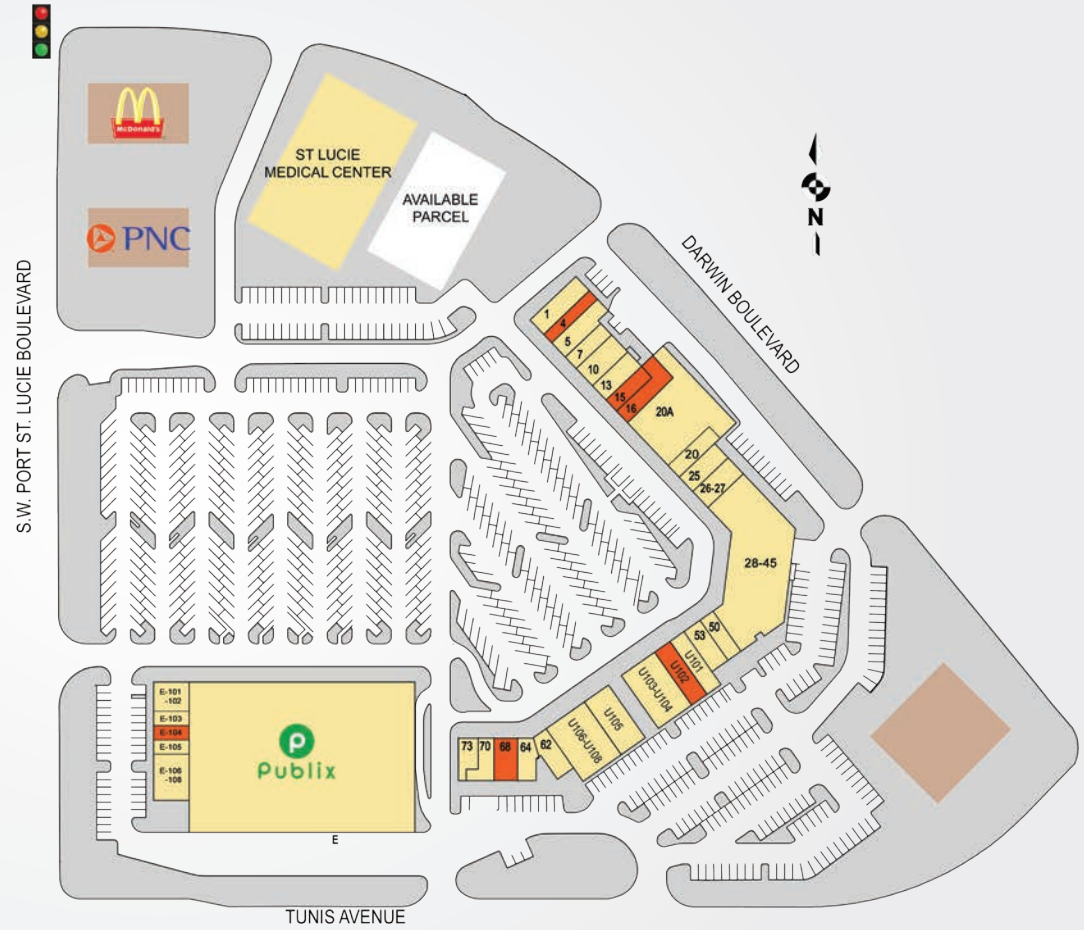 McDonald's
ST LUCIE
MEDICAL CENTER
AVAILABLE
PARCEL
PNC
N
S.W. PORT ST. LUCIE BOULEVARD
DARWIN BOULEVARD
1
4
5
7
10
13
15
16
20A
20
25
26-27
28-45
50
53
U101
U102
U103-U104
U105
U106-U108
62
64
68
70
73
E-101
-102
E-103
E-104
E-105
E-106
-108
P
Publix
E
TUNIS AVENUE